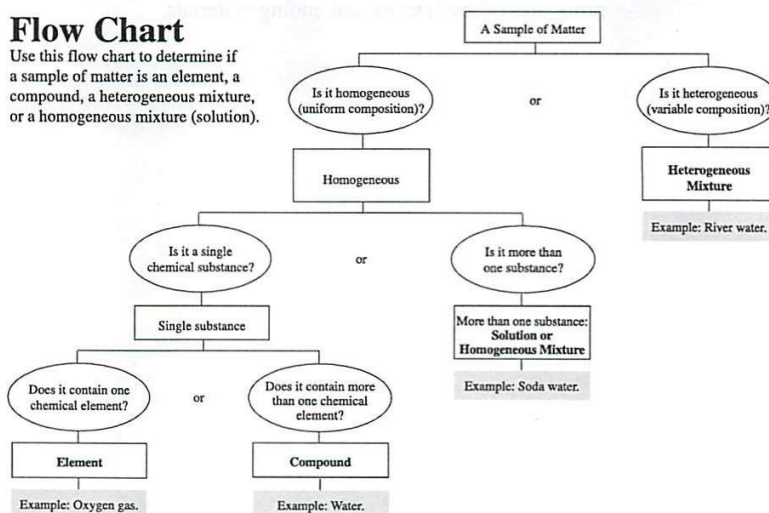 Flow Chart
Use this flow chart to determine if
a sample of matter is an element, a
compound, a heterogeneous mixture,
or a homogeneous mixture (solution).
A Sample of Matter
Is it homogeneous
(uniform composition)?
or
Is it heterogeneous
(variable composition)?
Homogeneous
Heterogeneous
Mixture
Example: River water.
Is it a single
chemical substance?
or
Is it more than
one substance?
Single substance
More than one substance:
Solution or
Homogeneous Mixture
Example: Soda water.
Does it contain one
chemical element?
or
Does it contain more
than one chemical
element?
Element
Compound
Example: Oxygen gas.
Example: Water.